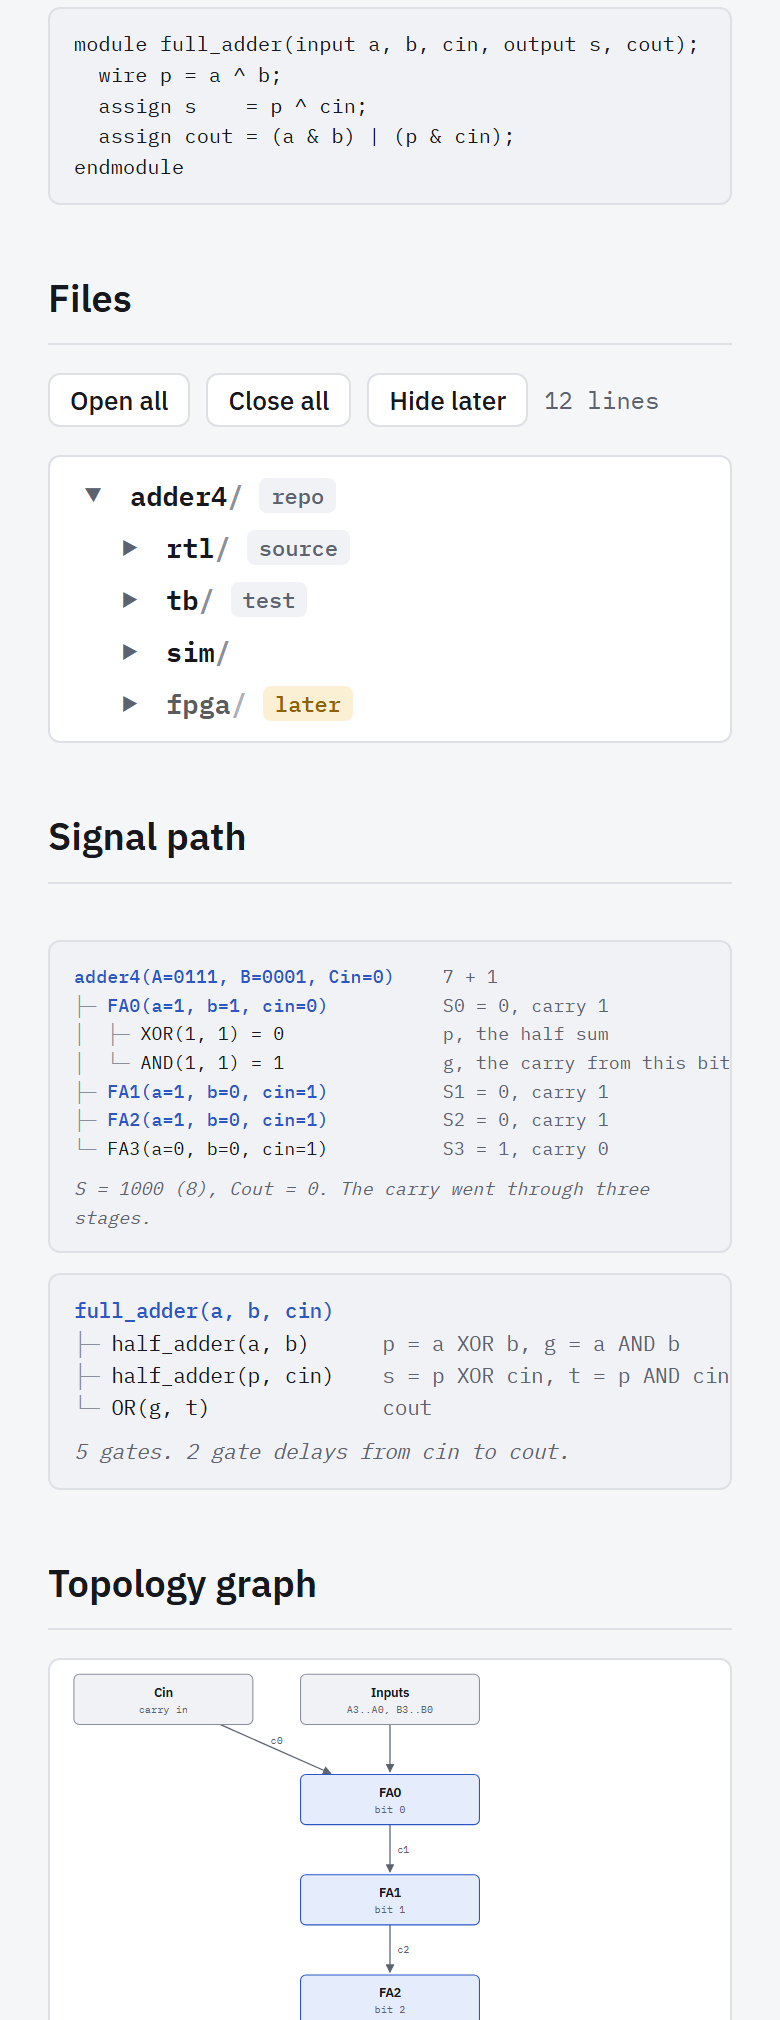 module full_adder(input a, b, cin, output s, cout);
  wire p = a ^ b;
  assign s    = p ^ cin;
  assign cout = (a & b) | (p & cin);
endmodule
Files
Open all Close all Hide later 12 lines
▼ adder4/ repo
▶ rtl/ source
▶ tb/ test
▶ sim/
▶ fpga/ later
Signal path
adder4(A=0111, B=0001, Cin=0)    7 + 1
├─ FA0(a=1, b=1, cin=0)          S0 = 0, carry 1
│  ├─ XOR(1, 1) = 0              p, the half sum
│  └─ AND(1, 1) = 1              g, the carry from this bit
├─ FA1(a=1, b=0, cin=1)          S1 = 0, carry 1
├─ FA2(a=1, b=0, cin=1)          S2 = 0, carry 1
└─ FA3(a=0, b=0, cin=1)          S3 = 1, carry 0
S = 1000 (8), Cout = 0. The carry went through three
stages.
full_adder(a, b, cin)
├─ half_adder(a, b)      p = a XOR b, g = a AND b
├─ half_adder(p, cin)    s = p XOR cin, t = p AND cin
└─ OR(g, t)              cout
5 gates. 2 gate delays from cin to cout.
Topology graph
Cin Inputs
carry in A3..A0, B3..B0
c0
FA0
bit 0
c1
FA1
bit 1
c2
FA2
bit 2